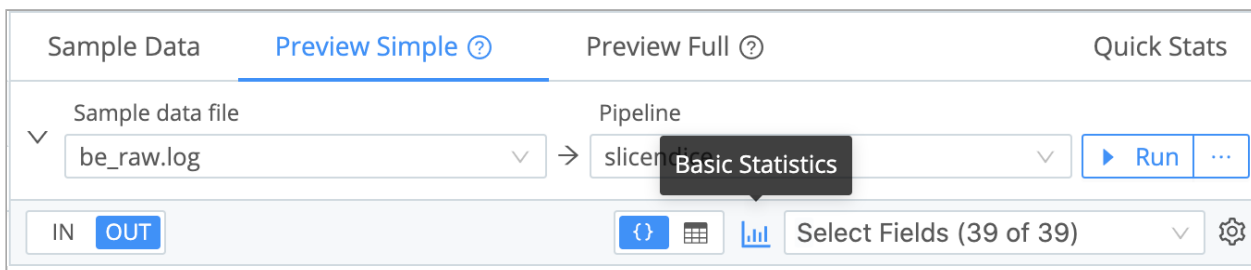 Sample Data Preview Simple ? Preview Full ? Quick Stats
Sample data file Pipeline
be_raw.log → slicendice Run ...
Basic Statistics
IN OUT {} Select Fields (39 of 39)